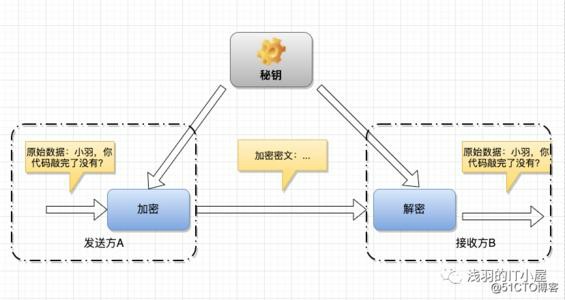 秘钥
原始数据：小羽，你
代码敲完了没有？
加密密文：...
原始数据：小羽，你
代码敲完了没有？
加密
解密
发送方A
接收方B
浅羽的IT小屋
@51CTO博客